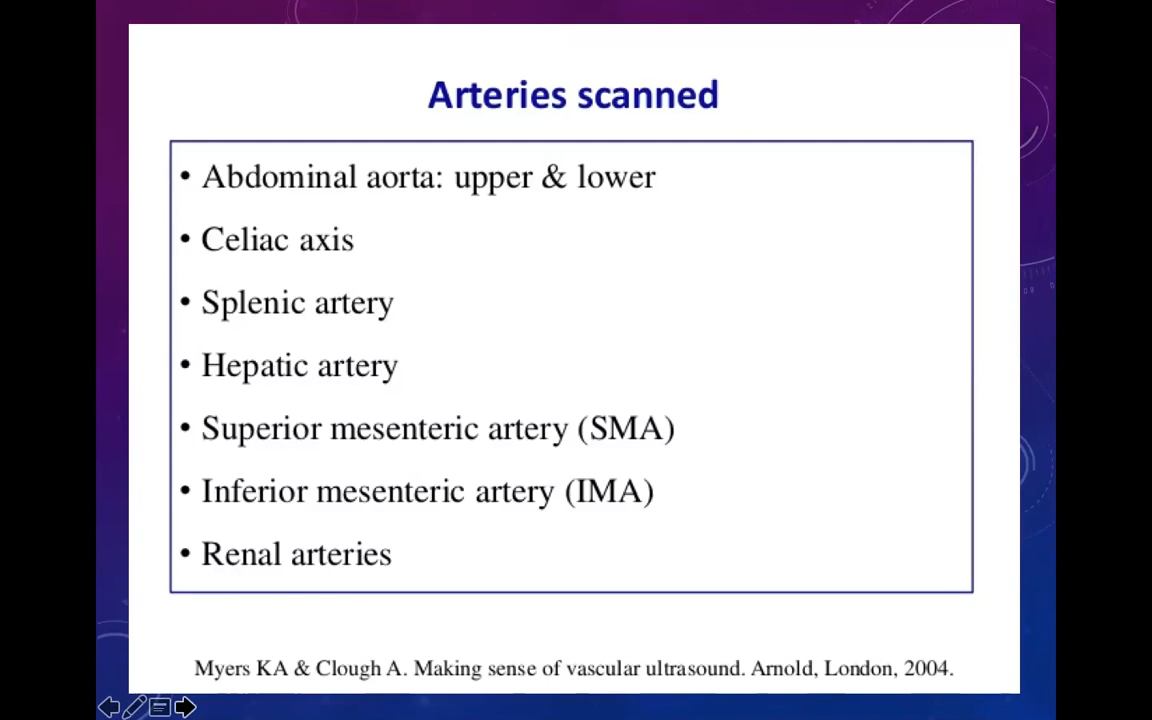 Arteries scanned
• Abdominal aorta: upper & lower
• Celiac axis
• Splenic artery
• Hepatic artery
• Superior mesenteric artery (SMA)
• Inferior mesenteric artery (IMA)
• Renal arteries
Myers KA & Clough A. Making sense of vascular ultrasound. Arnold, London, 2004.